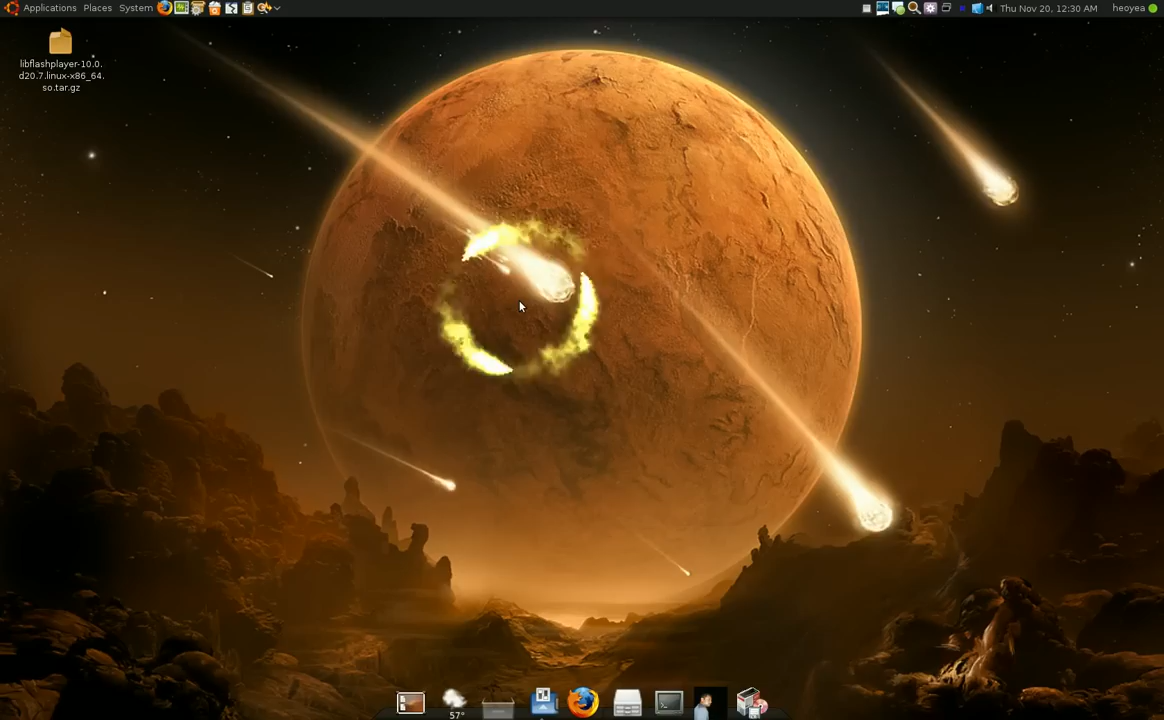 Applications Places System
Thu Nov 20, 12:30 AM heoyea
libflashplayer-10.0.
d20.7.linux-x86_64.
so.tar.gz
57°